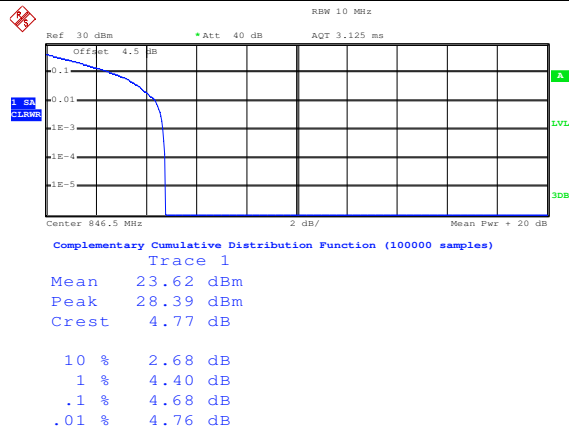 RBW 10 MHz
Ref 30 dBm *Att 40 dB AQT 3.125 ms
Offset 4.5 dB
0.1
A
1 SA
CLRWR
0.01
LVL
1E-3
1E-4
1E-5
3DB
Center 846.5 MHz 2 dB/ Mean Pwr + 20 dB
Complementary Cumulative Distribution Function (100000 samples)
Trace 1
Mean 23.62 dBm
Peak 28.39 dBm
Crest 4.77 dB
10 % 2.68 dB
1 % 4.40 dB
.1 % 4.68 dB
.01 % 4.76 dB